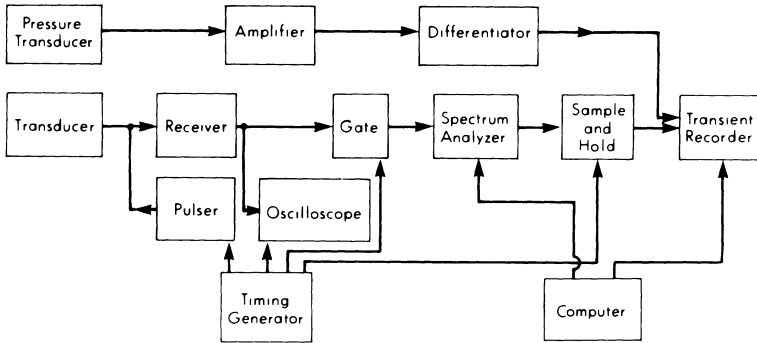 Pressure
Transducer
Amplifier
Differentiator
Transducer
Receiver
Gate
Spectrum
Analyzer
Sample
and
Hold
Transient
Recorder
Pulser
Oscilloscope
Timing
Generator
Computer